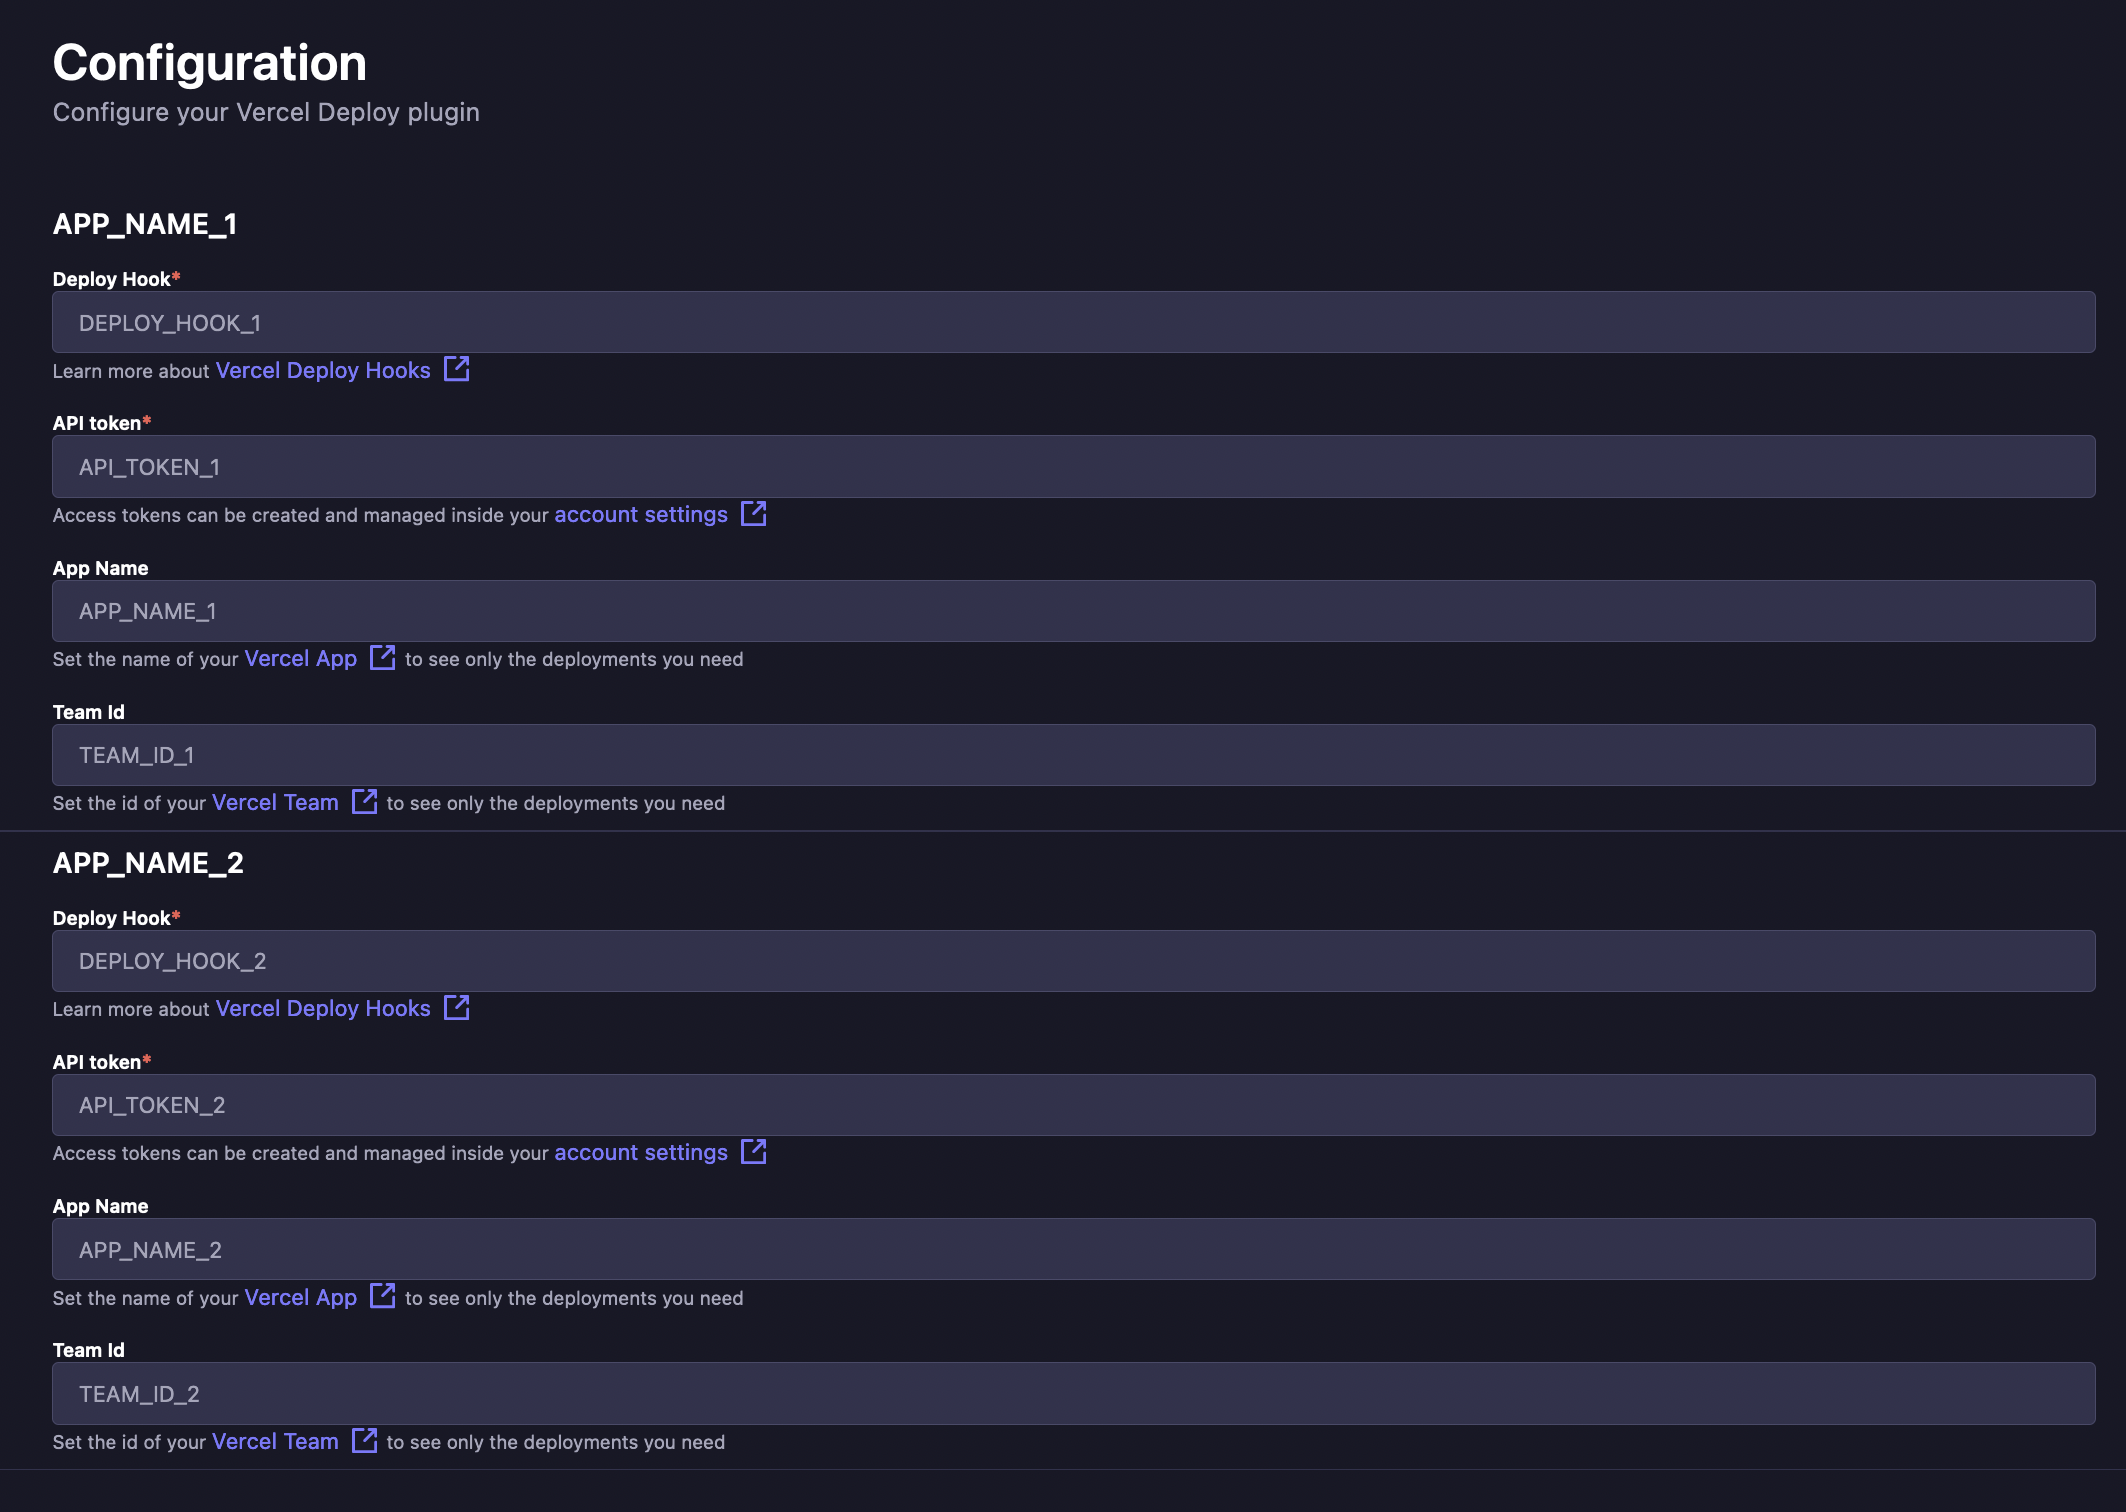 Configuration
Configure your Vercel Deploy plugin
APP_NAME_1
Deploy Hook*
DEPLOY_HOOK_1
Learn more about Vercel Deploy Hooks
API token*
API_TOKEN_1
Access tokens can be created and managed inside your account settings
App Name
APP_NAME_1
Set the name of your Vercel App to see only the deployments you need
Team Id
TEAM_ID_1
Set the id of your Vercel Team to see only the deployments you need
APP_NAME_2
Deploy Hook*
DEPLOY_HOOK_2
Learn more about Vercel Deploy Hooks
API token*
API_TOKEN_2
Access tokens can be created and managed inside your account settings
App Name
APP_NAME_2
Set the name of your Vercel App to see only the deployments you need
Team Id
TEAM_ID_2
Set the id of your Vercel Team to see only the deployments you need